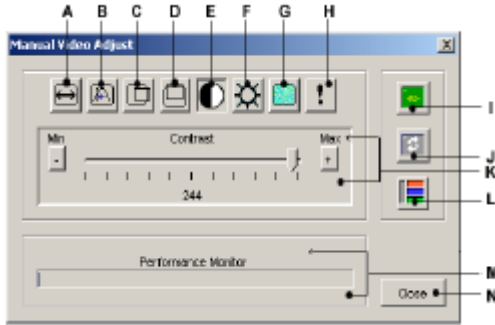 A B C D E F G H
Manual Video Adjust
I
Min Contrast Max
- +
J
K
244
L
Performance Monitor
M
Close
N